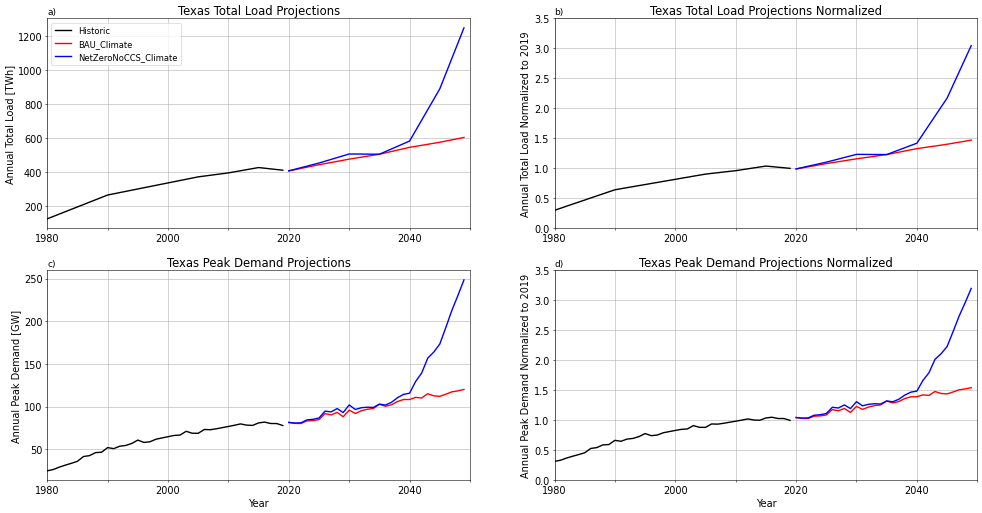 a)
Texas Total Load Projections
Historic
BAU_Climate
NetZeroNoCCS_Climate
Annual Total Load [TWh]
1200
1000
800
600
400
200
1980
2000
2020
2040
b)
Texas Total Load Projections Normalized
Annual Total Load Normalized to 2019
3.5
3.0
2.5
2.0
1.5
1.0
0.5
0.0
1980
2000
2020
2040
c)
Texas Peak Demand Projections
Annual Peak Demand [GW]
250
200
150
100
50
1980
2000
2020
2040
Year
d)
Texas Peak Demand Projections Normalized
Annual Peak Demand Normalized to 2019
3.5
3.0
2.5
2.0
1.5
1.0
0.5
0.0
1980
2000
2020
2040
Year